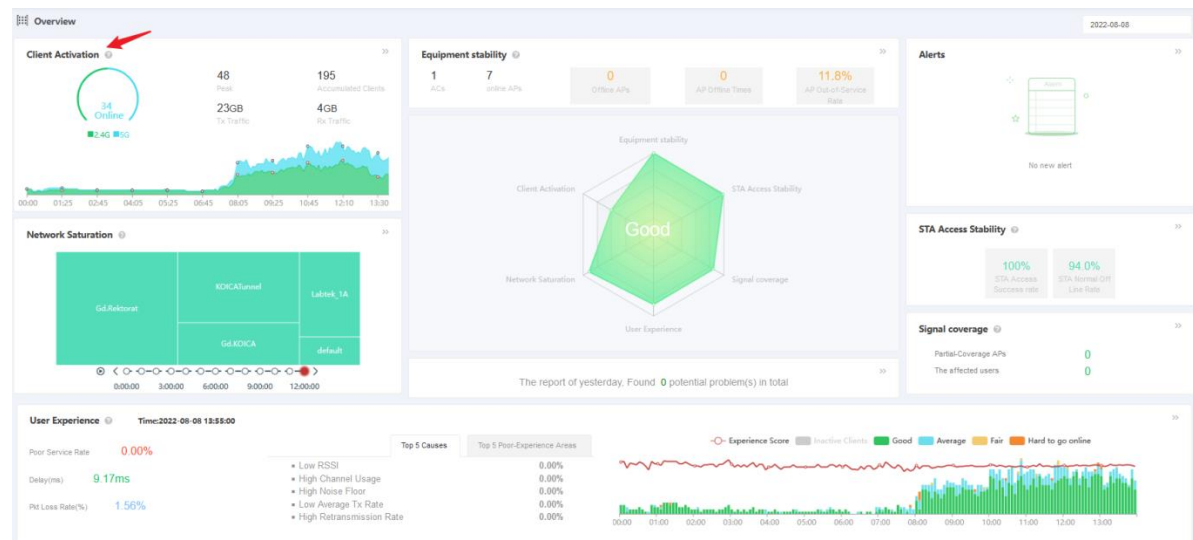 Overview
2022-08-08
Client Activation
34
Online
2.4G 5G
48
Peak
195
Accumulated Clients
23GB
Tx Traffic
4GB
Rx Traffic
00:00 01:25 02:45 04:05 05:25 06:45 08:05 09:25 10:45 12:10 13:30
Equipment stability
1
ACs
7
online APs
0
Offline APs
0
AP Offline Times
11.8%
AP Out-of-Service
Rate
Equipment stability
Client Activation
STA Access Stability
Good
Network Saturation
Signal coverage
User Experience
The report of yesterday, Found 0 potential problem(s) in total
Alerts
No new alert
Network Saturation
Gd.Rektorat
KOICATunnel
Labtek_1A
Gd.KOICA
default
0:00:00 3:00:00 6:00:00 9:00:00 12:00:00
STA Access Stability
100%
STA Access
Success rate
94.0%
STA Normal Off
Line Rate
Signal coverage
Partial-Coverage APs 0
The affected users 0
User Experience Time:2022-08-08 13:55:00
Poor Service Rate 0.00%
Delay(ms) 9.17ms
Pkt Loss Rate(%) 1.56%
Top 5 Causes Top 5 Poor-Experience Areas
Low RSSI 0.00%
High Channel Usage 0.00%
High Noise Floor 0.00%
Low Average Tx Rate 0.00%
High Retransmission Rate 0.00%
Experience Score Inactive Clients Good Average Fair Hard to go online
00:00 01:00 02:00 03:00 04:00 05:00 06:00 07:00 08:00 09:00 10:00 11:00 12:00 13:00